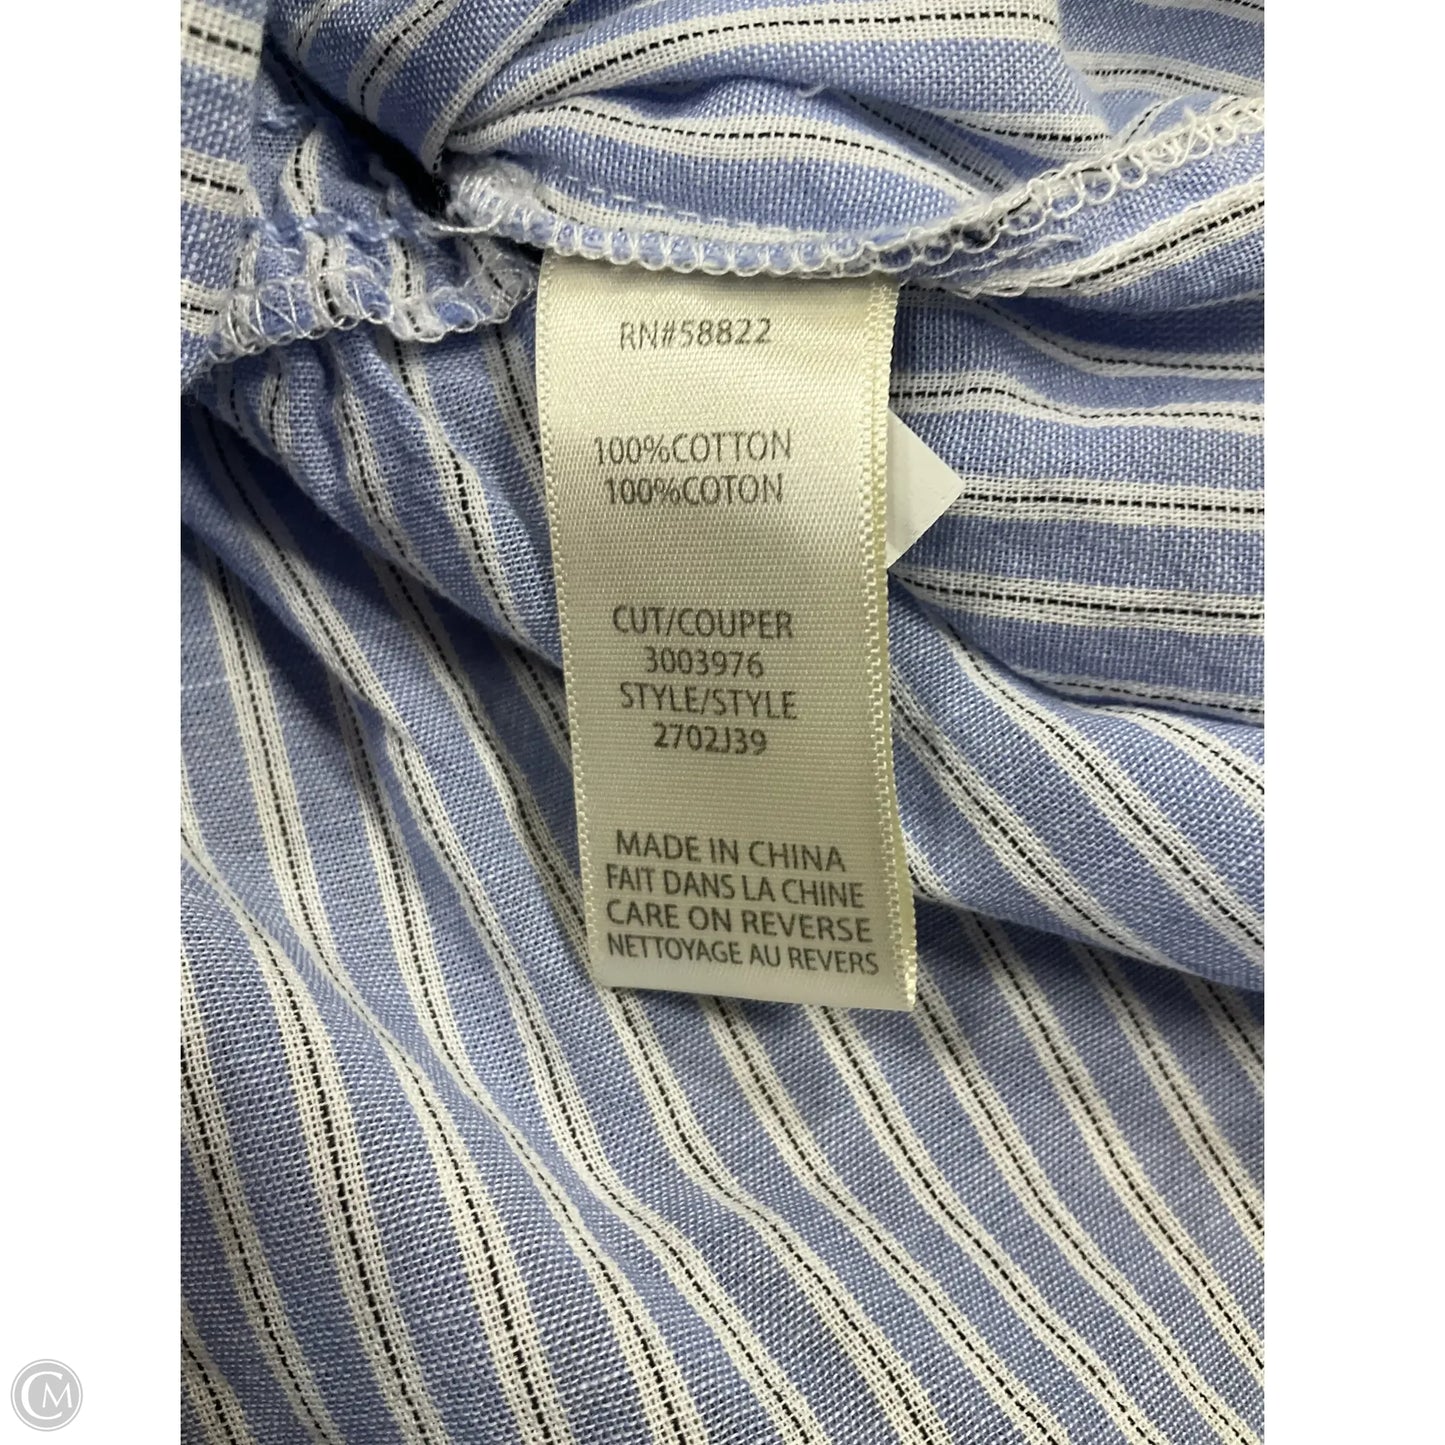 RN#58822
100%COTTON
100%COTON
CUT/COUPER
3003976
STYLE/STYLE
2702J39
MADE IN CHINA
FAIT DANS LA CHINE
CARE ON REVERSE
NETTOYAGE AU REVERS
CM